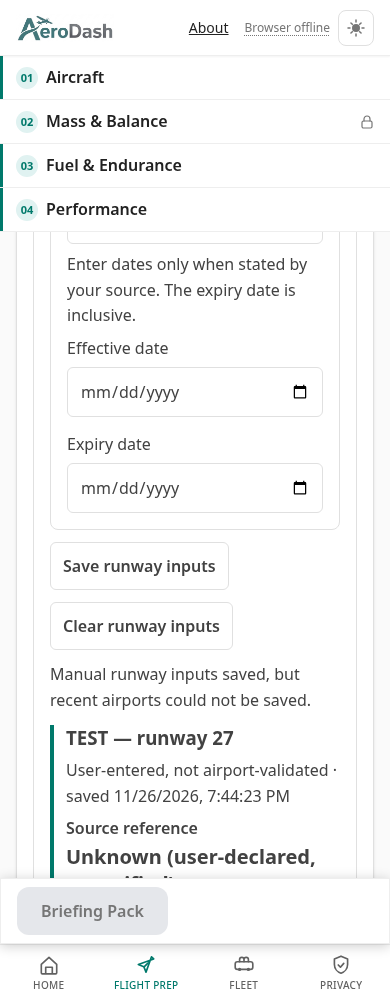 AeroDash
About
Browser offline
01 Aircraft
02 Mass & Balance
03 Fuel & Endurance
04 Performance
Enter dates only when stated by
your source. The expiry date is
inclusive.
Effective date
mm/dd/yyyy
Expiry date
mm/dd/yyyy
Save runway inputs
Clear runway inputs
Manual runway inputs saved, but
recent airports could not be saved.
TEST — runway 27
User-entered, not airport-validated ·
saved 11/26/2026, 7:44:23 PM
Source reference
Unknown (user-declared,
Briefing Pack
HOME
FLIGHT PREP
FLEET
PRIVACY